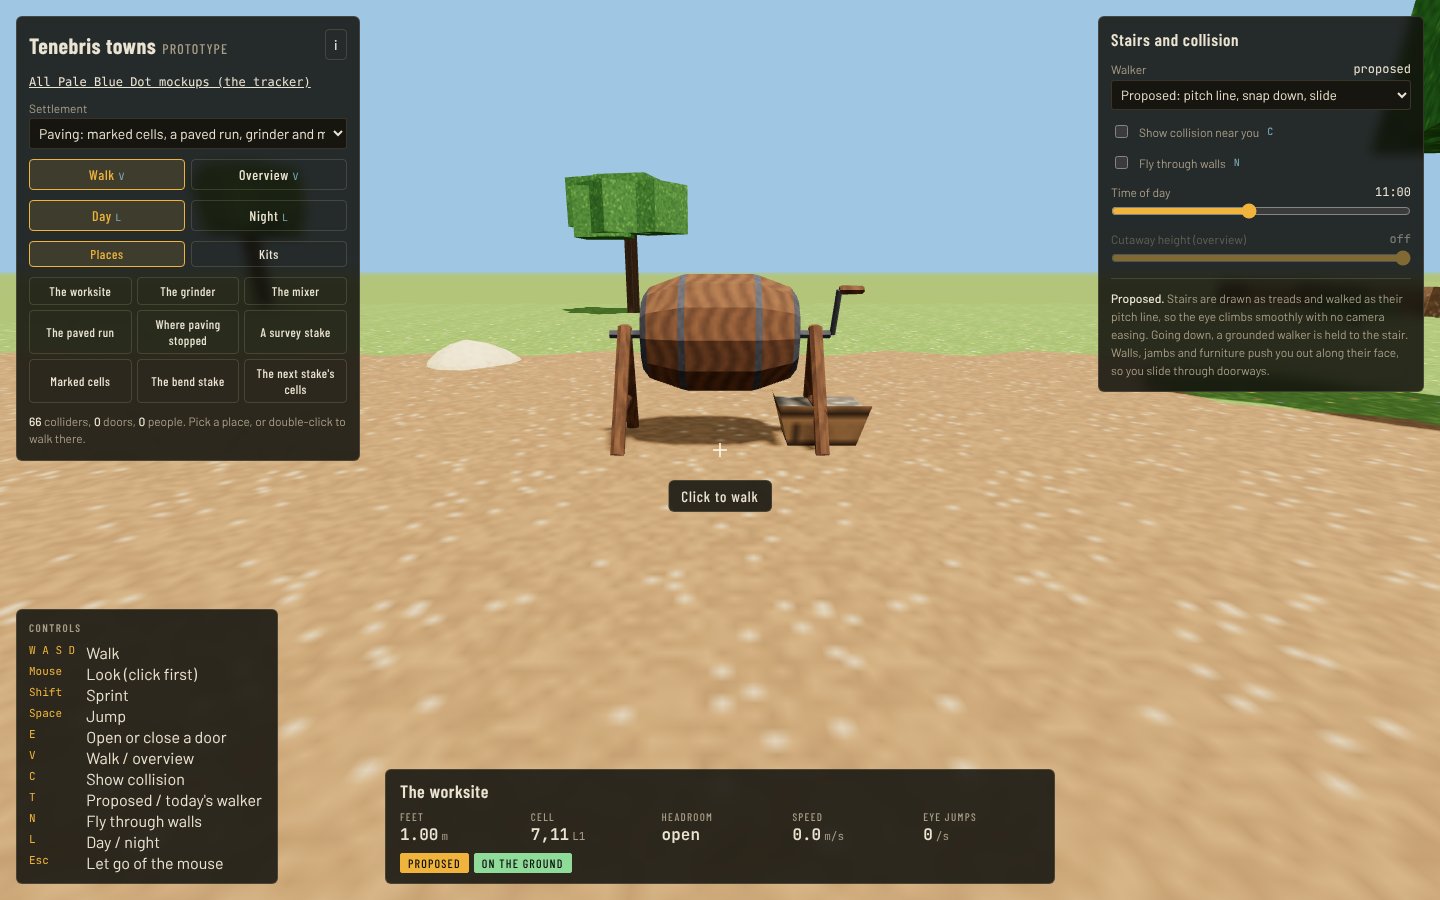 Tenebris towns PROTOTYPE
i
All Pale Blue Dot mockups (the tracker)
Settlement
Paving: marked cells, a paved run, grinder and m
Walk V
Overview V
Day L
Night L
Places
Kits
The worksite
The grinder
The mixer
The paved run
Where paving
stopped
A survey stake
Marked cells
The bend stake
The next stake's
cells
66 colliders, 0 doors, 0 people. Pick a place, or double-click to
walk there.
Stairs and collision
Walker
proposed
Proposed: pitch line, snap down, slide
Show collision near you C
Fly through walls N
Time of day
11:00
Cutaway height (overview)
off
Proposed. Stairs are drawn as treads and walked as their
pitch line, so the eye climbs smoothly with no camera
easing. Going down, a grounded walker is held to the stair.
Walls, jambs and furniture push you out along their face,
so you slide through doorways.
Click to walk
CONTROLS
W A S D Walk
Mouse Look (click first)
Shift Sprint
Space Jump
E Open or close a door
V Walk / overview
C Show collision
T Proposed / today's walker
N Fly through walls
L Day / night
Esc Let go of the mouse
The worksite
FEET
1.00 m
CELL
7,11 L1
HEADROOM
open
SPEED
0.0 m/s
EYE JUMPS
0 /s
PROPOSED
ON THE GROUND